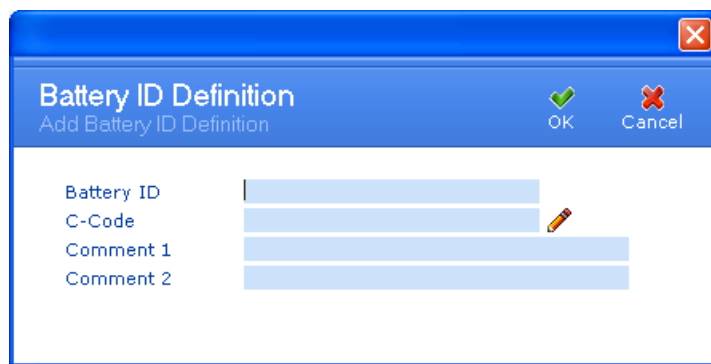 Battery ID Definition
Add Battery ID Definition
OK
Cancel
Battery ID
C-Code
Comment 1
Comment 2